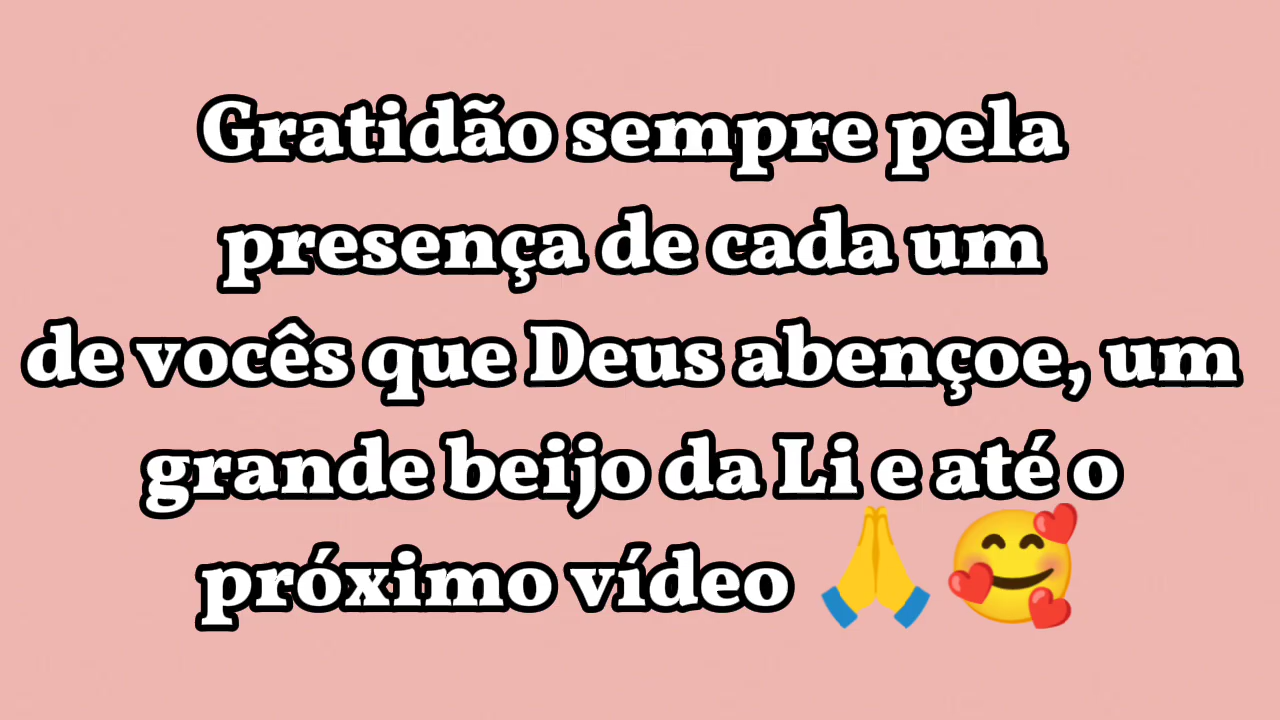 Gratidão sempre pela
presença de cada um
de vocês que Deus abençoe, um
grande beijo da Li e até o
próximo vídeo 🙏 🥰